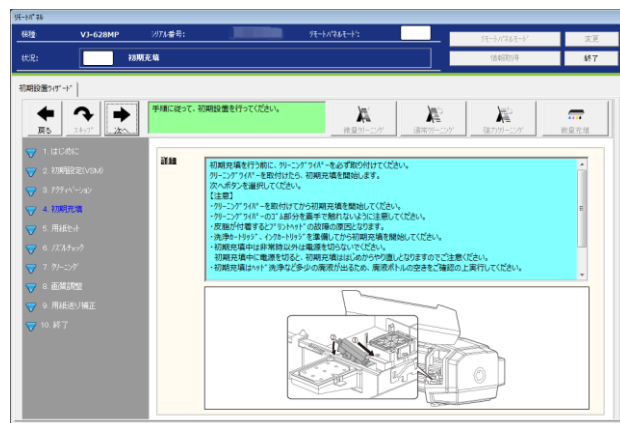 ﾘﾓｰﾄﾊﾟﾈﾙ
機種: VJ-628MP ｼﾘｱﾙ番号: ﾘﾓｰﾄﾊﾟﾈﾙﾓｰﾄﾞ: ﾘﾓｰﾄﾊﾟﾈﾙﾓｰﾄﾞ 変更
状況: 初期充填 情報取得 終了
初期設置ｳｨｻﾞｰﾄﾞ
戻る ｽｷｯﾌﾟ 次へ 手順に従って、初期設置を行ってください。 微量ｸﾘｰﾆﾝｸﾞ 通常ｸﾘｰﾆﾝｸﾞ 強力ｸﾘｰﾆﾝｸﾞ 微量充填
1. はじめに
2. 初期設定(VSM)
3. ｱｸﾃｨﾍﾞｰｼｮﾝ
4. 初期充填
5. 用紙ｾｯﾄ
6. ﾉｽﾞﾙﾁｪｯｸ
7. ｸﾘｰﾆﾝｸﾞ
8. 画質調整
9. 用紙送り補正
10. 終了
詳細
初期充填を行う前に、ｸﾘｰﾆﾝｸﾞﾜｲﾊﾟｰを必ず取付けてください。
ｸﾘｰﾆﾝｸﾞﾜｲﾊﾟｰを取付けたら、初期充填を開始します。
次へボタンを選択してください。
【注意】
・ｸﾘｰﾆﾝｸﾞﾜｲﾊﾟｰを取付けてから初期充填を開始してください。
・ｸﾘｰﾆﾝｸﾞﾜｲﾊﾟｰのｺﾞﾑ部分を素手で触れないように注意してください。
・皮脂が付着するとﾌﾟﾘﾝﾄﾍｯﾄﾞの故障の原因となります。
・洗浄ｶｰﾄﾘｯｼﾞ、ｲﾝｸｶｰﾄﾘｯｼﾞを準備してから初期充填を開始してください。
・初期充填中は非常時以外は電源を切らないでください。
初期充填中に電源を切ると、初期充填ははじめからやり直しとなりますのでご注意ください。
・初期充填はﾍｯﾄﾞ洗浄など多少の廃液が出るため、廃液ボトルの空きをご確認の上実行してください。